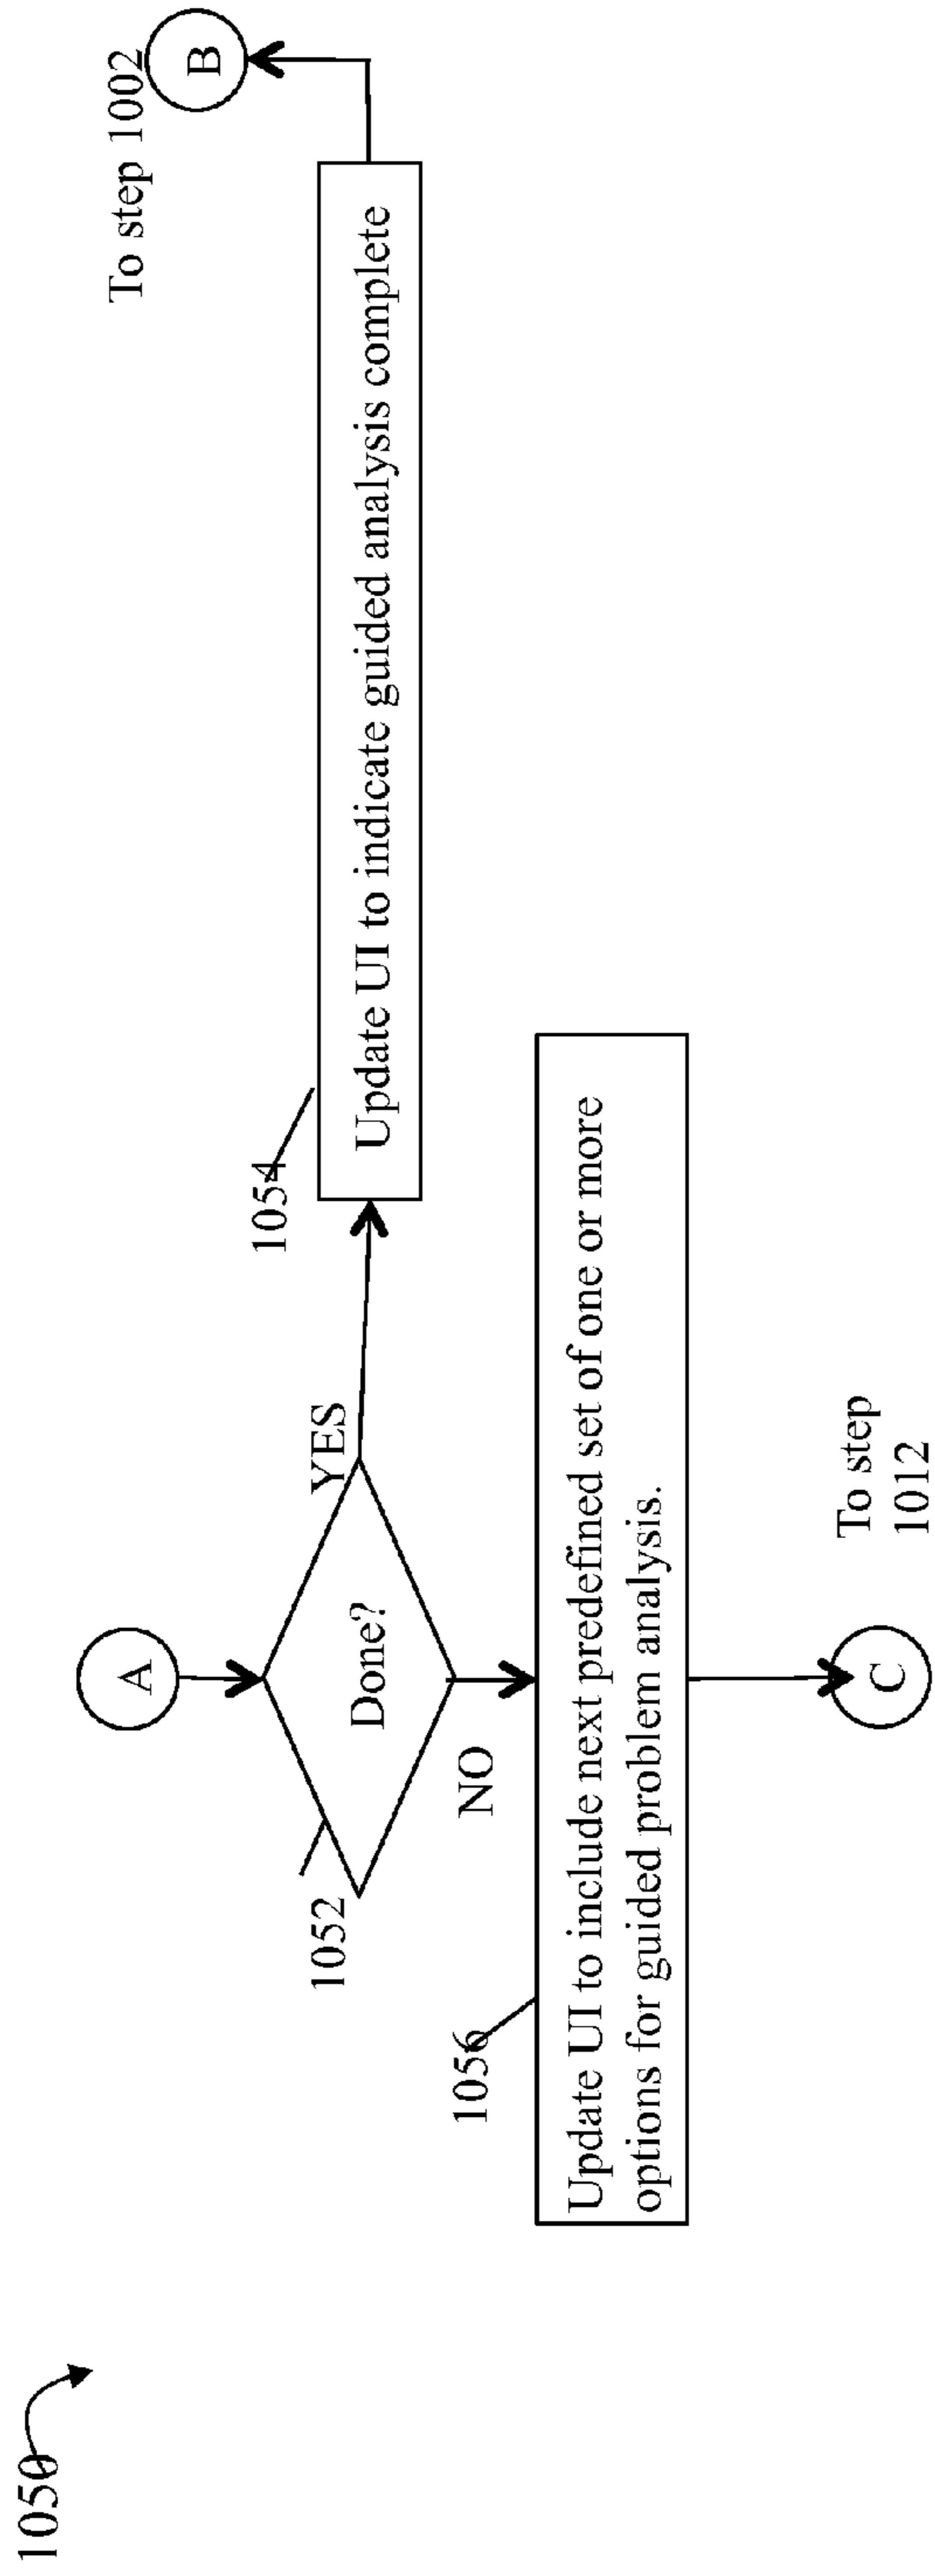 1050
A
To step 1002
B
1052
Done?
YES
1054
Update UI to indicate guided analysis complete
NO
1056
Update UI to include next predefined set of one or more
options for guided problem analysis.
C
To step
1012